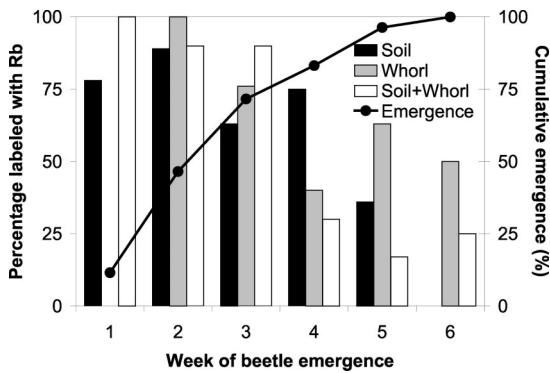 Percentage labeled with Rb
100
75
50
25
0
Soil
Whorl
Soil+Whorl
Emergence
100
75
50
25
0
Cumulative emergence (%)
1 2 3 4 5 6
Week of beetle emergence